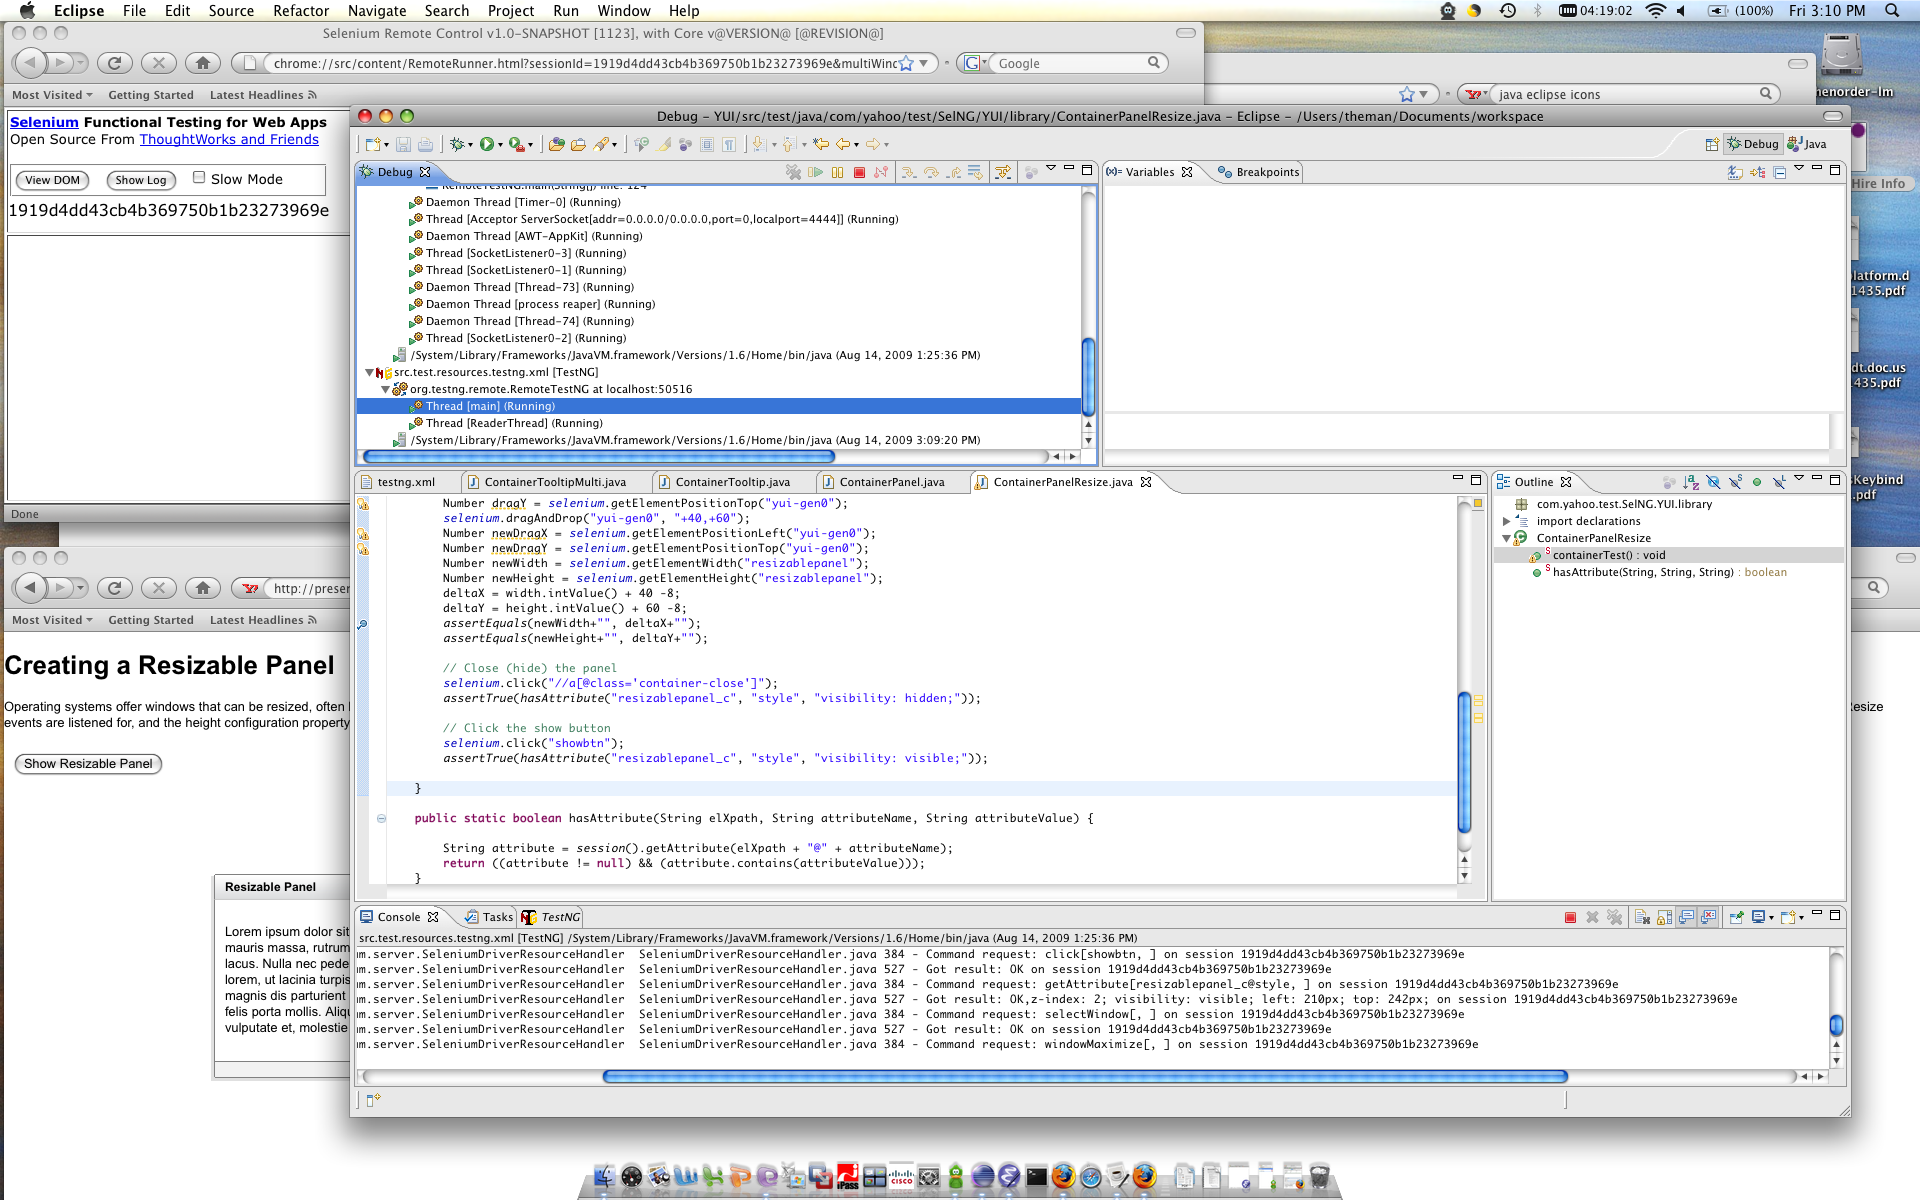 Eclipse File Edit Source Refactor Navigate Search Project Run Window Help
04:19:02 (100%) Fri 3:10 PM
Selenium Remote Control v1.0-SNAPSHOT [1123], with Core v@VERSION@ [@REVISION@]
chrome://src/content/RemoteRunner.html?sessionId=1919d4dd43cb4b369750b1b23273969e&multiWinc
Google
Most Visited Getting Started Latest Headlines
java eclipse icons
Selenium Functional Testing for Web Apps
Open Source From ThoughtWorks and Friends
View DOM Show Log Slow Mode
1919d4dd43cb4b369750b1b23273969e
Done
Debug – YUI/src/test/java/com/yahoo/test/SelNG/YUI/library/ContainerPanelResize.java – Eclipse – /Users/theman/Documents/workspace
Debug Java
Debug
RemoteTestNG.main(String[]) line: 124
Daemon Thread [Timer-0] (Running)
Thread [Acceptor ServerSocket[addr=0.0.0.0/0.0.0.0,port=0,localport=4444]] (Running)
Daemon Thread [AWT-AppKit] (Running)
Thread [SocketListener0-3] (Running)
Thread [SocketListener0-1] (Running)
Daemon Thread [Thread-73] (Running)
Daemon Thread [process reaper] (Running)
Daemon Thread [Thread-74] (Running)
Thread [SocketListener0-2] (Running)
/System/Library/Frameworks/JavaVM.framework/Versions/1.6/Home/bin/java (Aug 14, 2009 1:25:36 PM)
src.test.resources.testng.xml [TestNG]
org.testng.remote.RemoteTestNG at localhost:50516
Thread [main] (Running)
Thread [ReaderThread] (Running)
/System/Library/Frameworks/JavaVM.framework/Versions/1.6/Home/bin/java (Aug 14, 2009 3:09:20 PM)
(x)= Variables Breakpoints
Hire Info
1435.pdf
dt.doc.us
435.pdf
Keybind
.pdf
testng.xml ContainerTooltipMulti.java ContainerTooltip.java ContainerPanel.java ContainerPanelResize.java
Number dragY = selenium.getElementPositionTop("yui-gen0");
selenium.dragAndDrop("yui-gen0", "+40,+60");
Number newDragX = selenium.getElementPositionLeft("yui-gen0");
Number newDragY = selenium.getElementPositionTop("yui-gen0");
Number newWidth = selenium.getElementWidth("resizablepanel");
Number newHeight = selenium.getElementHeight("resizablepanel");
deltaX = width.intValue() + 40 -8;
deltaY = height.intValue() + 60 -8;
assertEquals(newWidth+"", deltaX+"");
assertEquals(newHeight+"", deltaY+"");
// Close (hide) the panel
selenium.click("//a[@class='container-close']");
assertTrue(hasAttribute("resizablepanel_c", "style", "visibility: hidden;"));
// Click the show button
selenium.click("showbtn");
assertTrue(hasAttribute("resizablepanel_c", "style", "visibility: visible;"));
}
public static boolean hasAttribute(String elXpath, String attributeName, String attributeValue) {
String attribute = session().getAttribute(elXpath + "@" + attributeName);
return ((attribute != null) && (attribute.contains(attributeValue)));
}
Outline
com.yahoo.test.SelNG.YUI.library
import declarations
ContainerPanelResize
containerTest() : void
hasAttribute(String, String, String) : boolean
http://preser
Most Visited Getting Started Latest Headlines
Creating a Resizable Panel
Operating systems offer windows that can be resized, often
events are listened for, and the height configuration property
Show Resizable Panel
Resizable Panel
Lorem ipsum dolor sit
mauris massa, rutrum
lacus. Nulla nec pede
lorem, ut lacinia turpis
magnis dis parturient
felis porta mollis. Aliqu
vulputate et, molestie
Console Tasks TestNG
src.test.resources.testng.xml [TestNG] /System/Library/Frameworks/JavaVM.framework/Versions/1.6/Home/bin/java (Aug 14, 2009 1:25:36 PM)
m.server.SeleniumDriverResourceHandler SeleniumDriverResourceHandler.java 384 - Command request: click[showbtn, ] on session 1919d4dd43cb4b369750b1b23273969e
m.server.SeleniumDriverResourceHandler SeleniumDriverResourceHandler.java 527 - Got result: OK on session 1919d4dd43cb4b369750b1b23273969e
m.server.SeleniumDriverResourceHandler SeleniumDriverResourceHandler.java 384 - Command request: getAttribute[resizablepanel_c@style, ] on session 1919d4dd43cb4b369750b1b23273969e
m.server.SeleniumDriverResourceHandler SeleniumDriverResourceHandler.java 527 - Got result: OK,z-index: 2; visibility: visible; left: 210px; top: 242px; on session 1919d4dd43cb4b369750b1b23273969e
m.server.SeleniumDriverResourceHandler SeleniumDriverResourceHandler.java 384 - Command request: selectWindow[, ] on session 1919d4dd43cb4b369750b1b23273969e
m.server.SeleniumDriverResourceHandler SeleniumDriverResourceHandler.java 527 - Got result: OK on session 1919d4dd43cb4b369750b1b23273969e
m.server.SeleniumDriverResourceHandler SeleniumDriverResourceHandler.java 384 - Command request: windowMaximize[, ] on session 1919d4dd43cb4b369750b1b23273969e
iPass
cisco